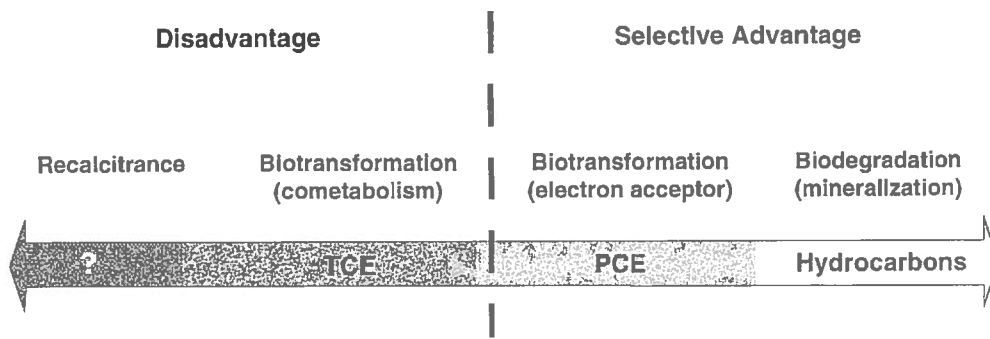 Disadvantage
Selective Advantage
Recalcitrance
Biotransformation
(cometabolism)
Biotransformation
(electron acceptor)
Biodegradation
(mineralization)
?
TCE
PCE
Hydrocarbons